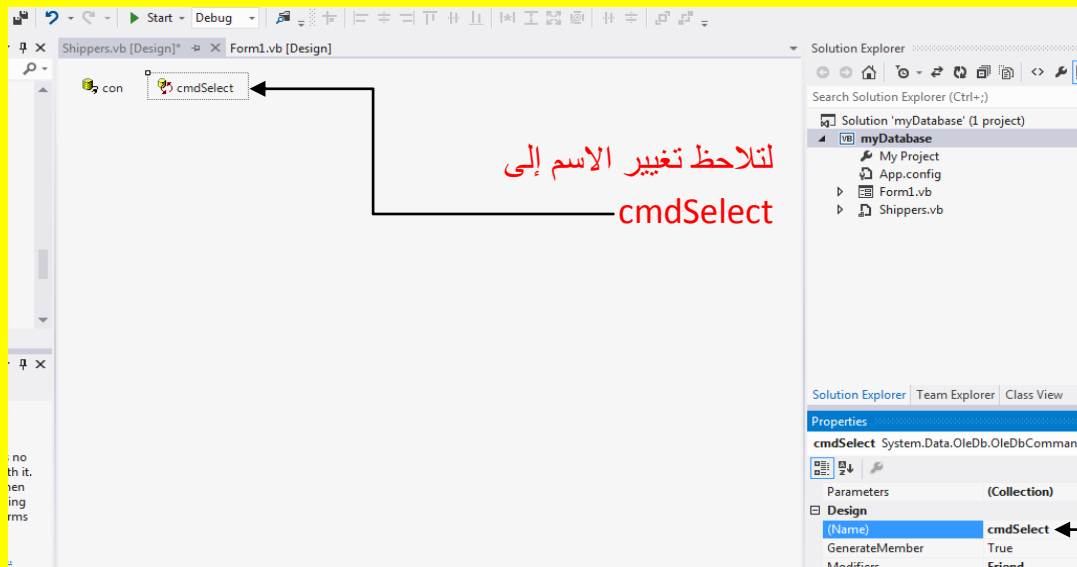 Start
Debug
Shippers.vb [Design]*
Form1.vb [Design]
con
cmdSelect
لتلاحظ تغيير الاسم إلى
cmdSelect
no
th it.
ing
Solution Explorer
Search Solution Explorer (Ctrl+;)
Solution 'myDatabase' (1 project)
VB myDatabase
My Project
App.config
Form1.vb
Shippers.vb
Solution Explorer Team Explorer Class View
Properties
cmdSelect System.Data.OleDb.OleDbComman
Parameters (Collection)
Design
(Name) cmdSelect
GenerateMember True
Modifiers Friend